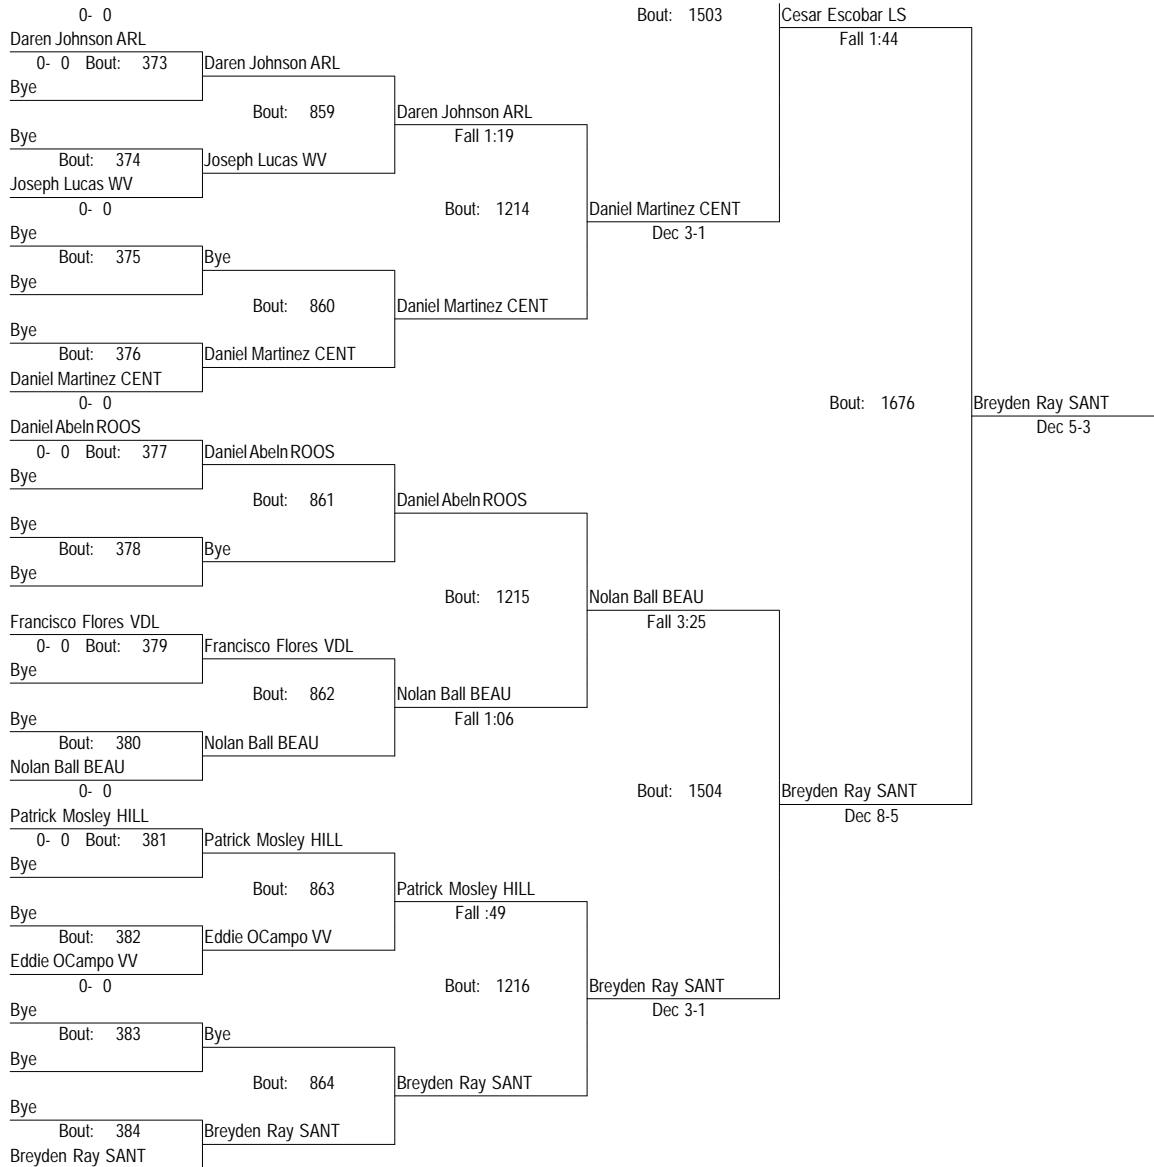 0- 0 Bout: 1503 Cesar Escobar LS
Daren Johnson ARL Fall 1:44
0- 0 Bout: 373 Daren Johnson ARL
Bye
Bout: 859 Daren Johnson ARL
Bye Fall 1:19
Bout: 374 Joseph Lucas WV
Joseph Lucas WV
0- 0 Bout: 1214 Daniel Martinez CENT
Bye Dec 3-1
Bout: 375 Bye
Bye
Bout: 860 Daniel Martinez CENT
Bye
Bout: 376 Daniel Martinez CENT
Daniel Martinez CENT
0- 0 Bout: 1676 Breyden Ray SANT
Daniel Abeln ROOS Dec 5-3
0- 0 Bout: 377 Daniel Abeln ROOS
Bye
Bout: 861 Daniel Abeln ROOS
Bye
Bout: 378 Bye
Bye
Bout: 1215 Nolan Ball BEAU
Francisco Flores VDL Fall 3:25
0- 0 Bout: 379 Francisco Flores VDL
Bye
Bout: 862 Nolan Ball BEAU
Bye Fall 1:06
Bout: 380 Nolan Ball BEAU
Nolan Ball BEAU
0- 0 Bout: 1504 Breyden Ray SANT
Patrick Mosley HILL Dec 8-5
0- 0 Bout: 381 Patrick Mosley HILL
Bye
Bout: 863 Patrick Mosley HILL
Bye Fall :49
Bout: 382 Eddie OCampo VV
Eddie OCampo VV
0- 0 Bout: 1216 Breyden Ray SANT
Bye Dec 3-1
Bout: 383 Bye
Bye
Bout: 864 Breyden Ray SANT
Bye
Bout: 384 Breyden Ray SANT
Breyden Ray SANT